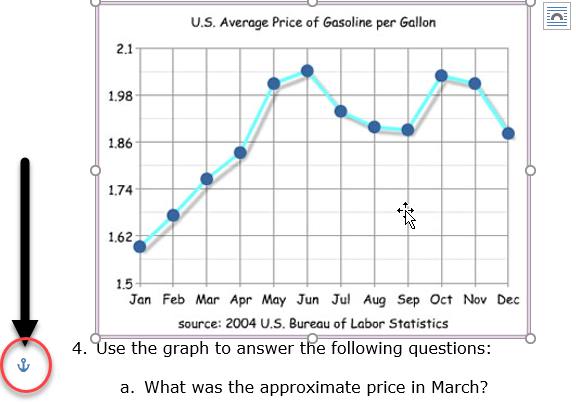 U.S. Average Price of Gasoline per Gallon
2.1
1.98
1.86
1.74
1.62
1.5
Jan Feb Mar Apr May Jun Jul Aug Sep Oct Nov Dec
source: 2004 U.S. Bureau of Labor Statistics
4. Use the graph to answer the following questions:
a. What was the approximate price in March?